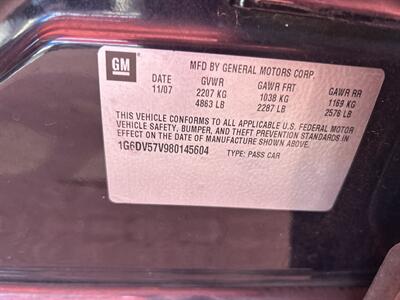 GM
MFD BY GENERAL MOTORS CORP.
DATE GVWR GAWR FRT GAWR RR
11/07 2207 KG 1038 KG 1169 KG
4863 LB 2287 LB 2576 LB
THIS VEHICLE CONFORMS TO ALL APPLICABLE U.S. FEDERAL MOTOR
VEHICLE SAFETY, BUMPER, AND THEFT PREVENTION STANDARDS IN
EFFECT ON THE DATE OF MANUFACTURE SHOWN ABOVE.
1G6DV57V980145604 TYPE: PASS CAR